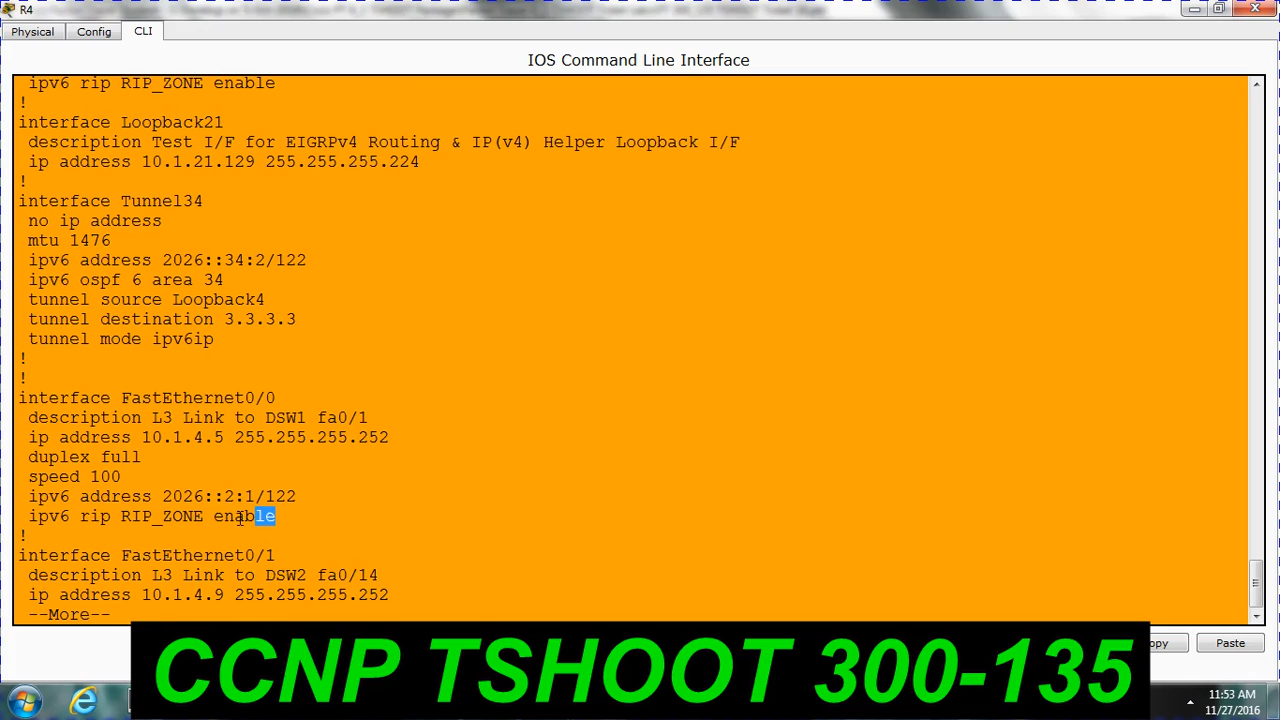 R4
Physical
Config
CLI
IOS Command Line Interface
ipv6 rip RIP_ZONE enable
!
interface Loopback21
description Test I/F for EIGRPv4 Routing & IP(v4) Helper Loopback I/F
ip address 10.1.21.129 255.255.255.224
!
interface Tunnel34
no ip address
mtu 1476
ipv6 address 2026::34:2/122
ipv6 ospf 6 area 34
tunnel source Loopback4
tunnel destination 3.3.3.3
tunnel mode ipv6ip
!
!
interface FastEthernet0/0
description L3 Link to DSW1 fa0/1
ip address 10.1.4.5 255.255.255.252
duplex full
speed 100
ipv6 address 2026::2:1/122
ipv6 rip RIP_ZONE enable
!
interface FastEthernet0/1
description L3 Link to DSW2 fa0/14
ip address 10.1.4.9 255.255.255.252
--More--
Paste
CCNP TSHOOT 300-135
11:53 AM
11/27/2016